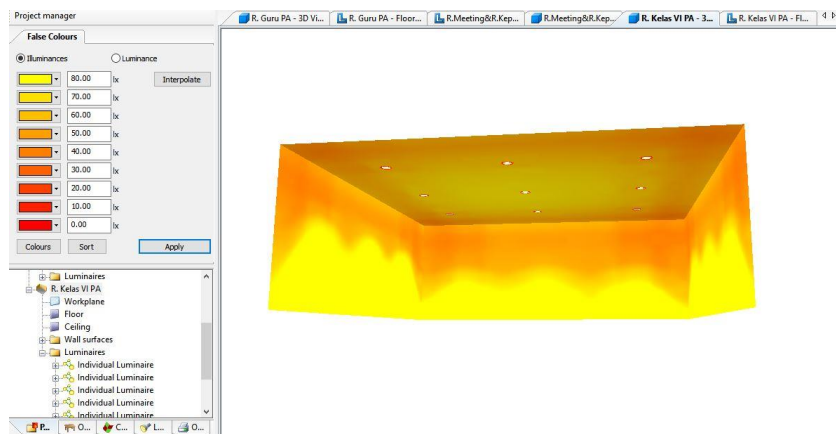 Project manager
R. Guru PA - 3D Vi...
R. Guru PA - Floor...
R.Meeting&R.Kep...
R.Meeting&R.Kep...
R. Kelas VI PA - 3...
R. Kelas VI PA - Fl...
False Colours
Illuminances
Luminance
80.00 lx
Interpolate
70.00 lx
60.00 lx
50.00 lx
40.00 lx
30.00 lx
20.00 lx
10.00 lx
0.00 lx
Colours
Sort
Apply
Luminaires
R. Kelas VI PA
Workplane
Floor
Ceiling
Wall surfaces
Luminaires
Individual Luminaire
Individual Luminaire
Individual Luminaire
Individual Luminaire
Individual Luminaire
P...
O...
C...
L...
O...